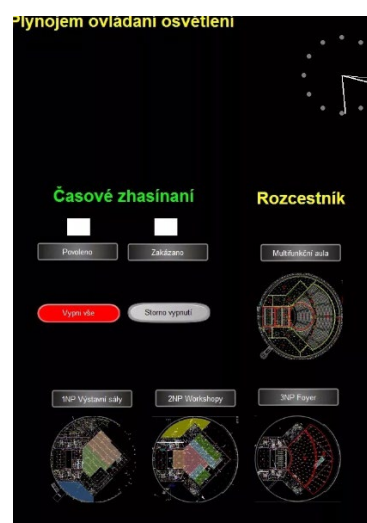 Plynojem ovládaní osvětlení
Časové zhasínaní
Rozcestník
Povoleno
Zakázano
Multifunkční aula
Vypni vše
Storno vypnutí
1NP Výstavní sály
2NP Workshopy
3NP Foyer